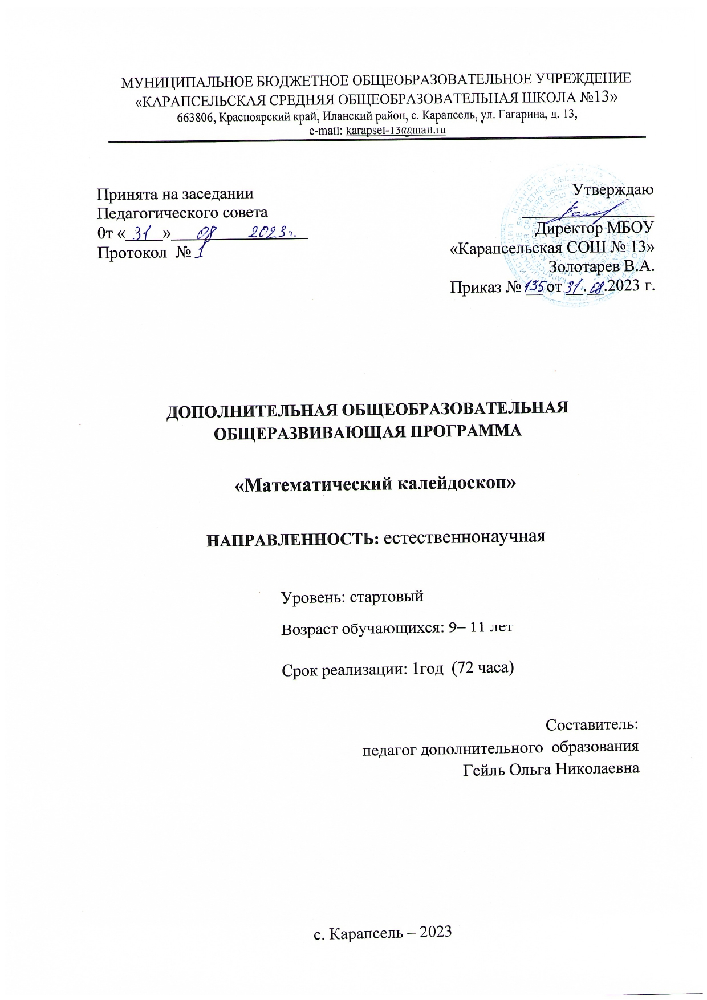 МУНИЦИПАЛЬНОЕ БЮДЖЕТНОЕ ОБЩЕОБРАЗОВАТЕЛЬНОЕ УЧРЕЖДЕНИЕ
«КАРАПСЕЛЬСКАЯ СРЕДНЯЯ ОБЩЕОБРАЗОВАТЕЛЬНАЯ ШКОЛА №13»
663806, Красноярский край, Иланский район, с. Карапсель, ул. Гагарина, д. 13,
e-mail: karapsel-13@mail.ru
Принята на заседании
Педагогического совета
От « 31 » 08 2023 г.
Протокол № 1
Утверждаю
Директор МБОУ
«Карапсельская СОШ № 13»
Золотарев В.А.
Приказ № 135 от 31 . 08 .2023 г.
ДОПОЛНИТЕЛЬНАЯ ОБЩЕОБРАЗОВАТЕЛЬНАЯ
ОБЩЕРАЗВИВАЮЩАЯ ПРОГРАММА
«Математический калейдоскоп»
НАПРАВЛЕННОСТЬ: естественнонаучная
Уровень: стартовый
Возраст обучающихся: 9– 11 лет
Срок реализации: 1год (72 часа)
Составитель:
педагог дополнительного образования
Гейль Ольга Николаевна
с. Карапсель – 2023